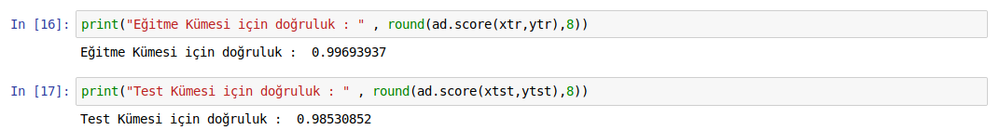 In [16]: print("Eğitme Kümesi için doğruluk : " , round(ad.score(xtr,ytr),8))
Eğitme Kümesi için doğruluk :  0.99693937
In [17]: print("Test Kümesi için doğruluk : " , round(ad.score(xtst,ytst),8))
Test Kümesi için doğruluk :  0.98530852